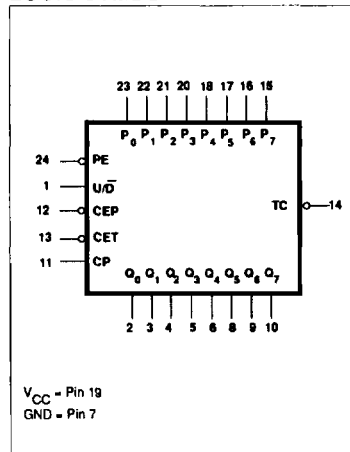 23 22 21 20 18 17 16 15
P0 P1 P2 P3 P4 P5 P6 P7
24 PE
1 U/D̅
12 CEP
TC 14
13 CET
11 CP
Q0 Q1 Q2 Q3 Q4 Q5 Q6 Q7
2 3 4 5 6 8 9 10
VCC = Pin 19
GND = Pin 7